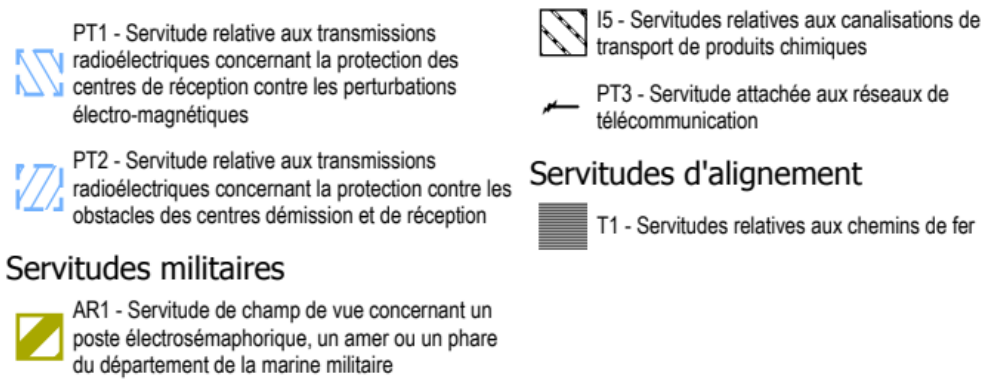 PT1 - Servitude relative aux transmissions
radioélectriques concernant la protection des
centres de réception contre les perturbations
électro-magnétiques
PT2 - Servitude relative aux transmissions
radioélectriques concernant la protection contre les
obstacles des centres démission et de réception
Servitudes militaires
AR1 - Servitude de champ de vue concernant un
poste électrosémaphorique, un amer ou un phare
du département de la marine militaire
I5 - Servitudes relatives aux canalisations de
transport de produits chimiques
PT3 - Servitude attachée aux réseaux de
télécommunication
Servitudes d'alignement
T1 - Servitudes relatives aux chemins de fer